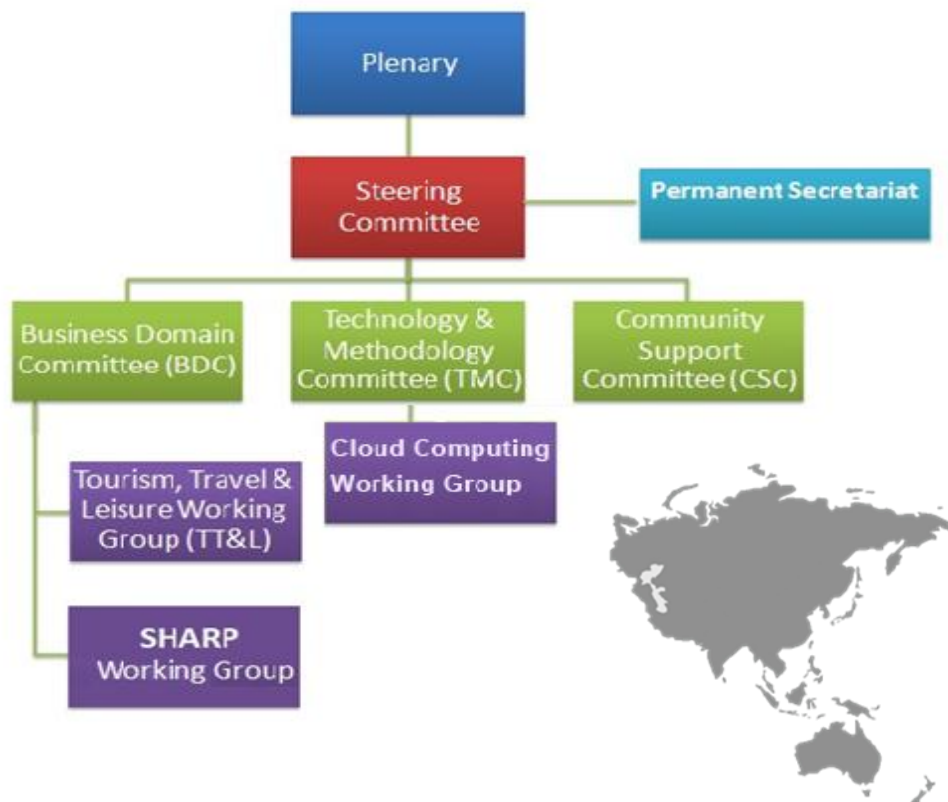 Plenary
Steering
Committee
Permanent Secretariat
Business Domain
Committee (BDC)
Technology &
Methodology
Committee (TMC)
Community
Support
Committee (CSC)
Cloud Computing
Working Group
Tourism, Travel &
Leisure Working
Group (TT&L)
SHARP
Working Group